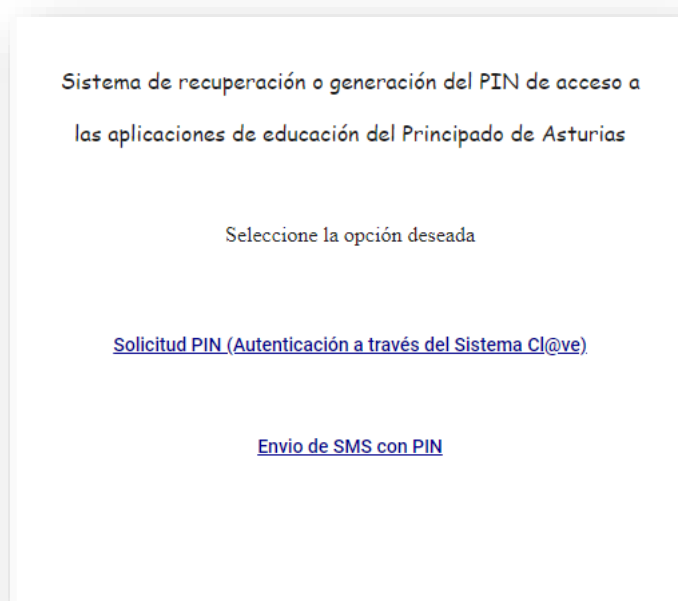 Sistema de recuperación o generación del PIN de acceso a
las aplicaciones de educación del Principado de Asturias
Seleccione la opción deseada
Solicitud PIN (Autenticación a través del Sistema Cl@ve)
Envio de SMS con PIN